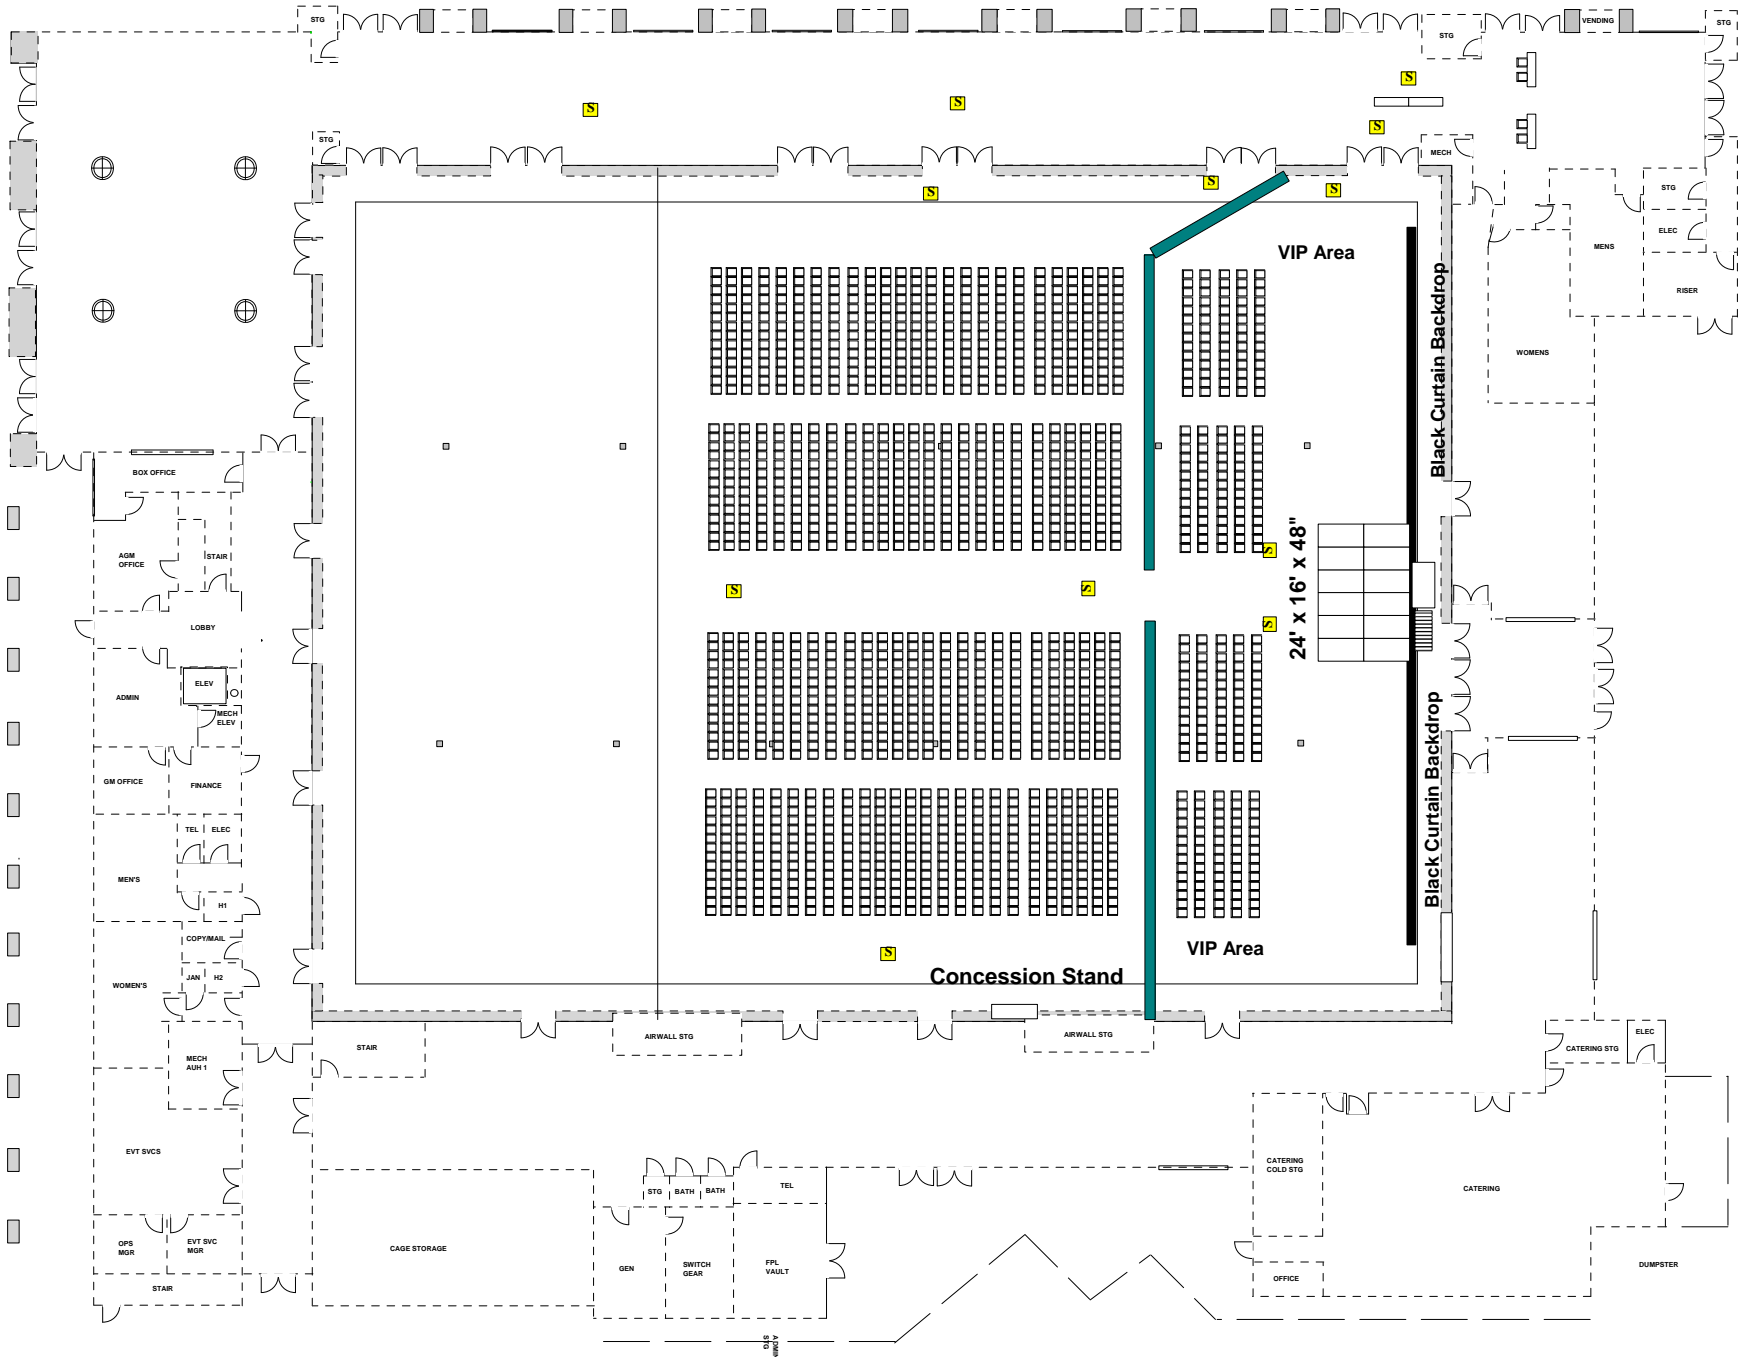 STG
VENDING
STG
STG
S
S
S
S
STG
MECH
S
S
S
STG
ELEC
MENS
RISER
WOMENS
VIP Area
Black Curtain Backdrop
BOX OFFICE
AGM
OFFICE
STAIR
LOBBY
ADMIN
ELEV
MECH
ELEV
GM OFFICE
FINANCE
TEL
ELEC
MEN'S
H1
COPY/MAIL
JAN
H2
WOMEN'S
MECH
AUH 1
EVT SVCS
OPS
MGR
EVT SVC
MGR
STAIR
S
S
S
S
24' x 16' x 48"
Black Curtain Backdrop
S
VIP Area
Concession Stand
AIRWALL STG
AIRWALL STG
STAIR
CAGE STORAGE
STG
BATH
BATH
TEL
GEN
SWITCH
GEAR
FPL
VAULT
ADMIN
STG
CATERING STG
ELEC
CATERING
COLD STG
CATERING
OFFICE
DUMPSTER